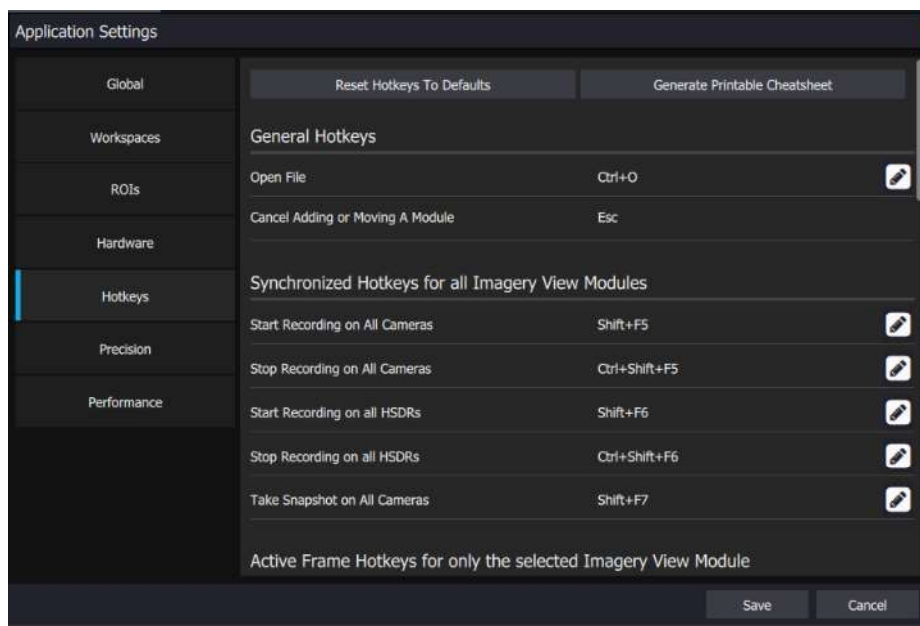 Application Settings
Global
Workspaces
ROIs
Hardware
Hotkeys
Precision
Performance
Reset Hotkeys To Defaults
Generate Printable Cheatsheet
General Hotkeys
Open File Ctrl+O
Cancel Adding or Moving A Module Esc
Synchronized Hotkeys for all Imagery View Modules
Start Recording on All Cameras Shift+F5
Stop Recording on All Cameras Ctrl+Shift+F5
Start Recording on all HSDRs Shift+F6
Stop Recording on all HSDRs Ctrl+Shift+F6
Take Snapshot on All Cameras Shift+F7
Active Frame Hotkeys for only the selected Imagery View Module
Save
Cancel